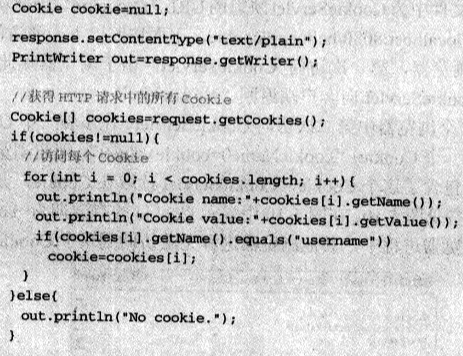 Cookie cookie=null;
response.setContentType("text/plain");
PrintWriter out=response.getWriter();
//获得 HTTP 请求中的所有 Cookie
Cookie[] cookies=request.getCookies();
if(cookies!=null){
//访问每个 Cookie
for(int i = 0; i < cookies.length; i++){
out.println("Cookie name:"+cookies[i].getName());
out.println("Cookie value:"+cookies[i].getValue());
if(cookies[i].getName().equals("username"))
cookie=cookies[i];
}
}else{
out.println("No cookie.");
}